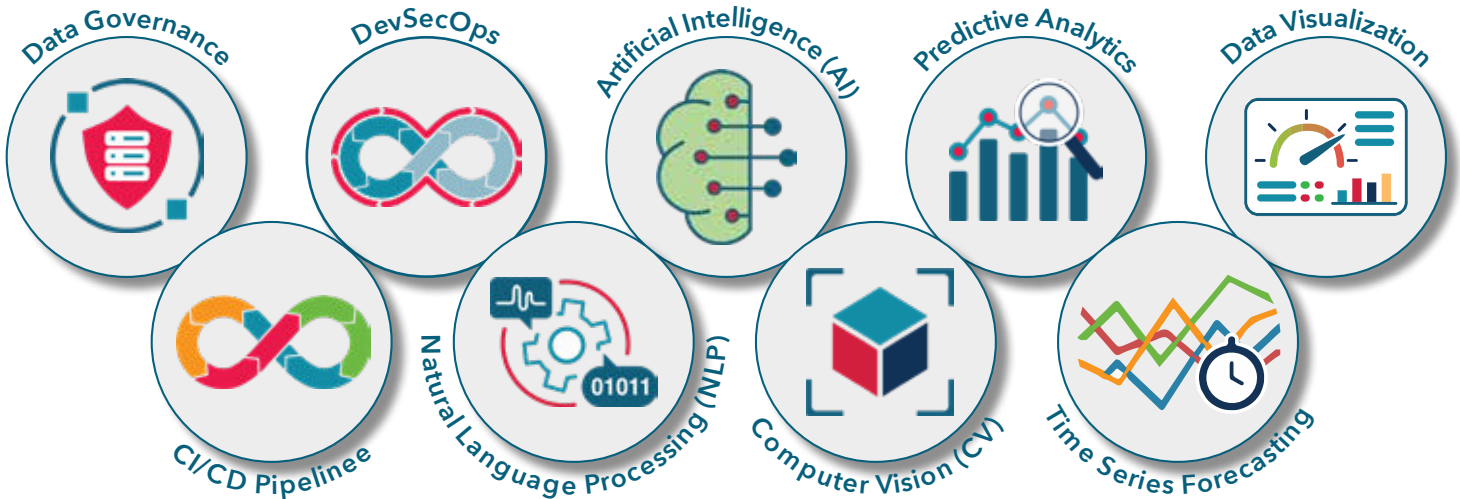 Data Governance
DevSecOps
Artificial Intelligence (AI)
Predictive Analytics
Data Visualization
CI/CD Pipelinee
Natural Language Processing (NLP)
01011
Computer Vision (CV)
Time Series Forecasting